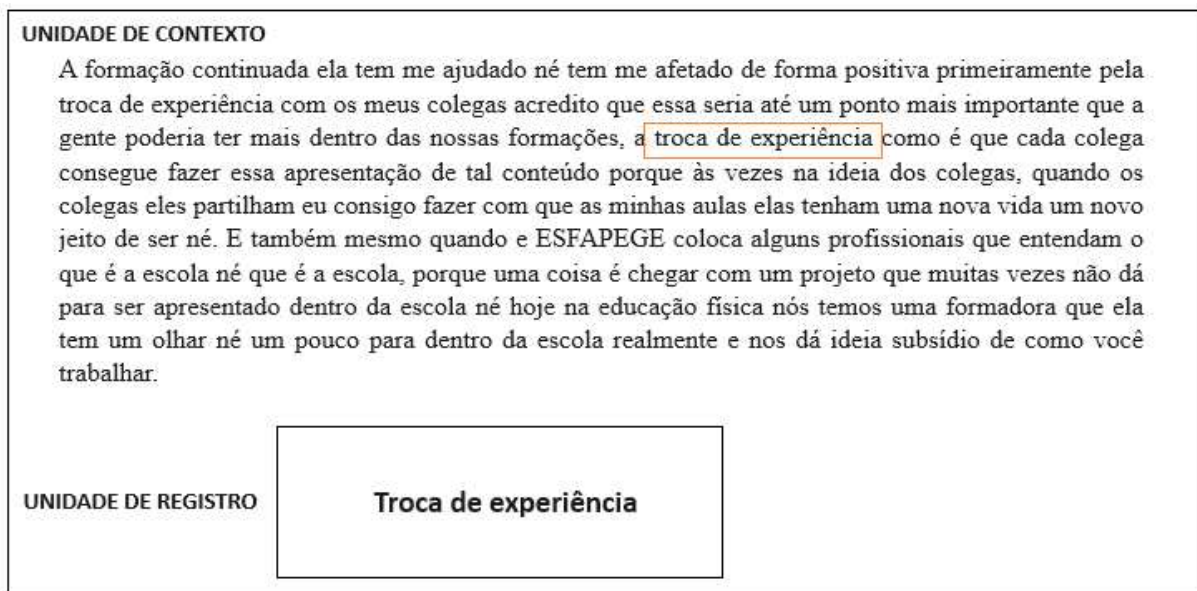 UNIDADE DE CONTEXTO
A formação continuada ela tem me ajudado né tem me afetado de forma positiva primeiramente pela
troca de experiência com os meus colegas acredito que essa seria até um ponto mais importante que a
gente poderia ter mais dentro das nossas formações, a troca de experiência como é que cada colega
consegue fazer essa apresentação de tal conteúdo porque às vezes na ideia dos colegas, quando os
colegas eles partilham eu consigo fazer com que as minhas aulas elas tenham uma nova vida um novo
jeito de ser né. E também mesmo quando e ESFAPEGE coloca alguns profissionais que entendam o
que é a escola né que é a escola, porque uma coisa é chegar com um projeto que muitas vezes não dá
para ser apresentado dentro da escola né hoje na educação física nós temos uma formadora que ela
tem um olhar né um pouco para dentro da escola realmente e nos dá ideia subsídio de como você
trabalhar.
UNIDADE DE REGISTRO
Troca de experiência